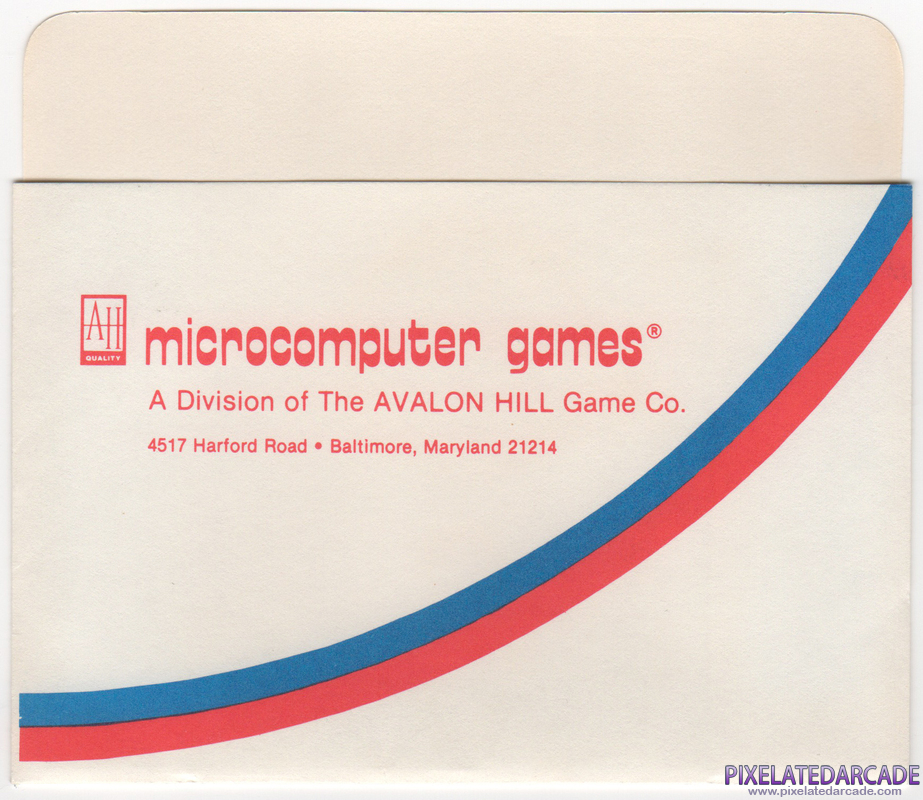 AH
QUALITY
microcomputer games®
A Division of The AVALON HILL Game Co.
4517 Harford Road • Baltimore, Maryland 21214
PIXELATEDARCADE
www.pixelatedarcade.com